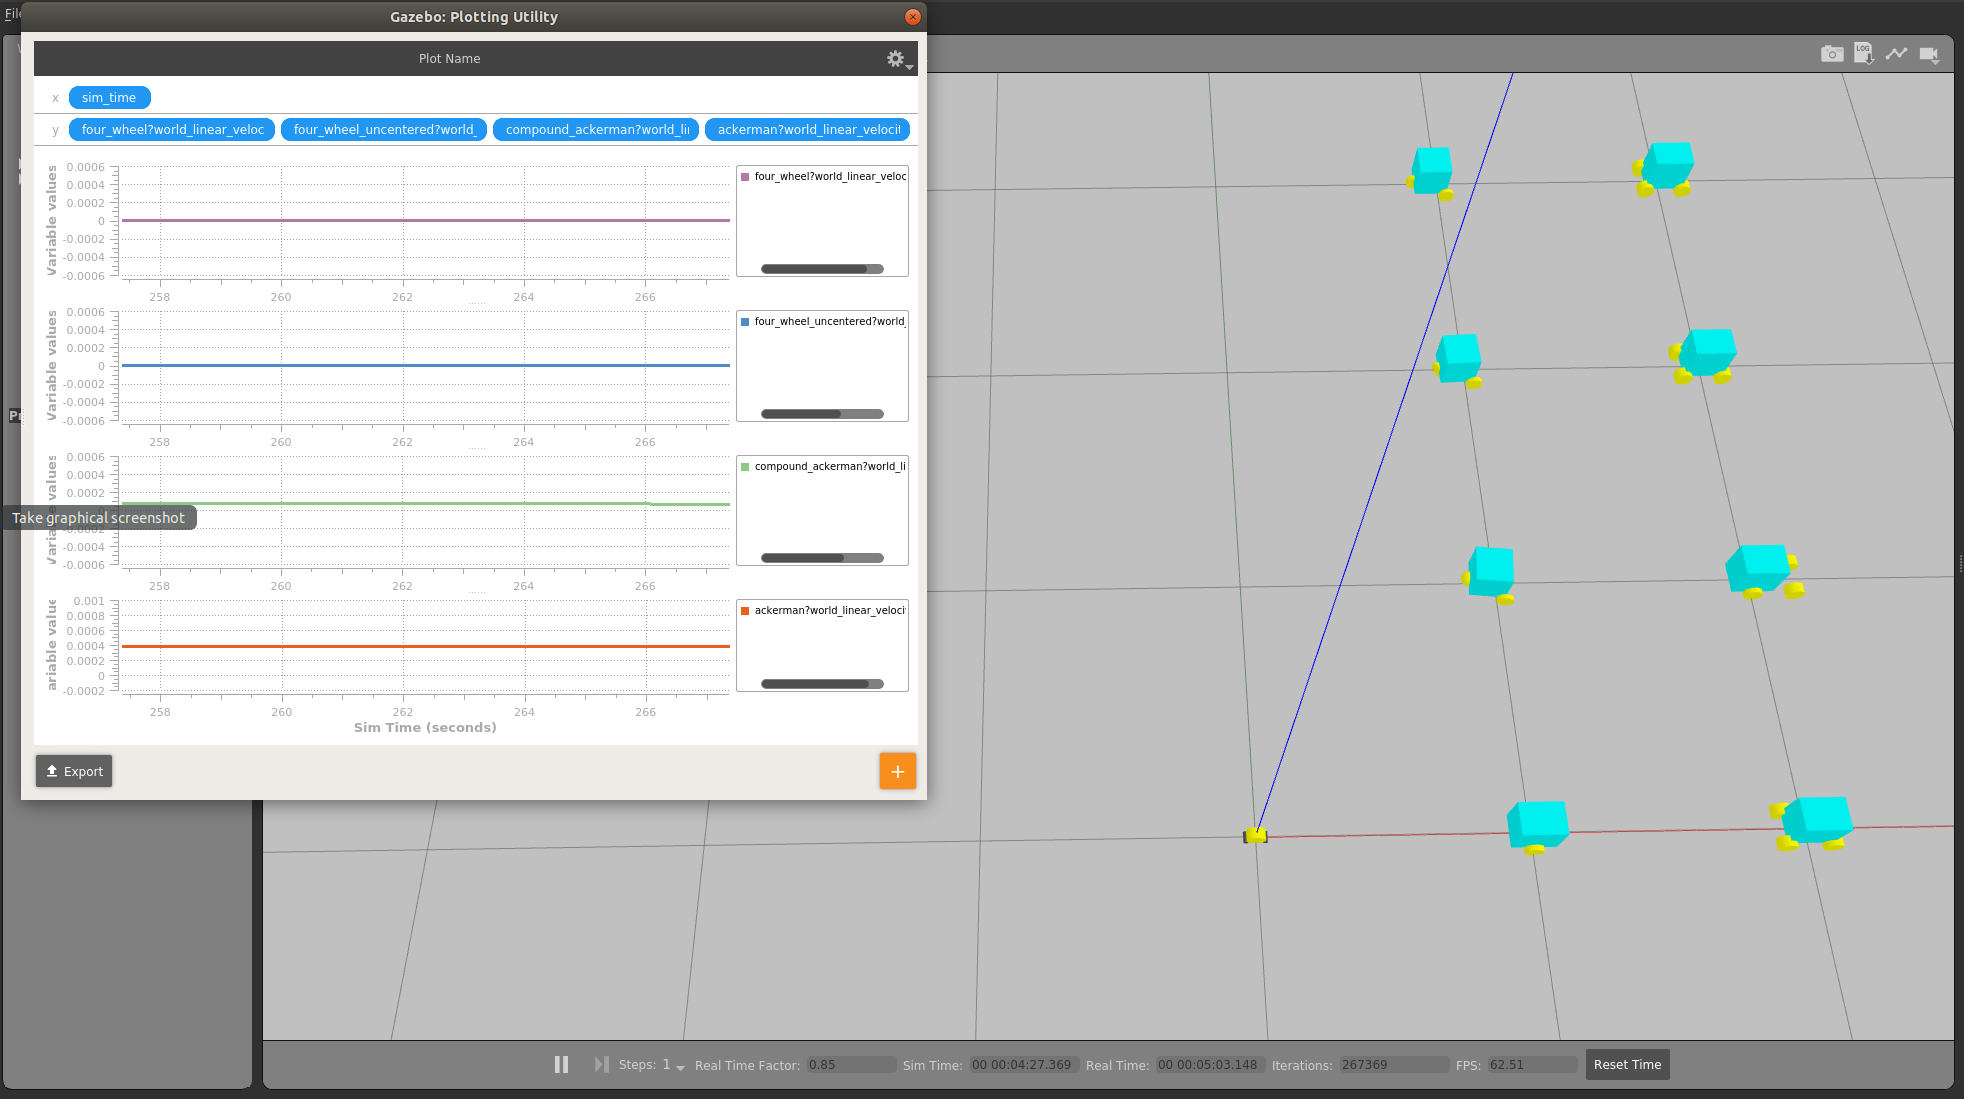 File
Gazebo: Plotting Utility
Plot Name
x sim_time
y four_wheel?world_linear_veloc four_wheel_uncentered?world_ compound_ackerman?world_li ackerman?world_linear_velocit
Variable values
0.0006
0.0004
0.0002
0
-0.0002
-0.0004
-0.0006
258 260 262 264 266
four_wheel?world_linear_veloc
Variable values
0.0006
0.0004
0.0002
0
-0.0002
-0.0004
-0.0006
258 260 262 264 266
four_wheel_uncentered?world_
0.0006
0.0004
0.0002
-0.0004
-0.0006
258 260 262 264 266
compound_ackerman?world_li
Take graphical screenshot
ariable value
0.001
0.0008
0.0006
0.0004
0.0002
0
-0.0002
258 260 262 264 266
Sim Time (seconds)
ackerman?world_linear_veloci
Export
+
LOG
Steps: 1 Real Time Factor: 0.85 Sim Time: 00 00:04:27.369 Real Time: 00 00:05:03.148 Iterations: 267369 FPS: 62.51 Reset Time